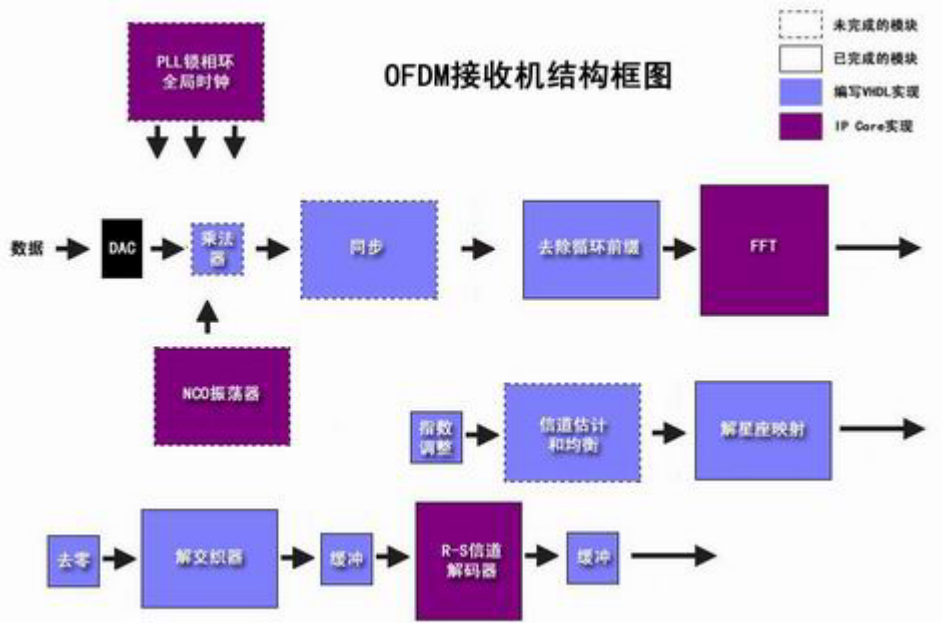 PLL锁相环
全局时钟
OFDM接收机结构框图
未完成的模块
已完成的模块
编写VHDL实现
IP Core实现
数据
DAC
乘法
器
同步
去除循环前缀
FFT
NCO振荡器
指数
调整
信道估计
和均衡
解星座映射
去零
解交织器
缓冲
R-S信道
解码器
缓冲